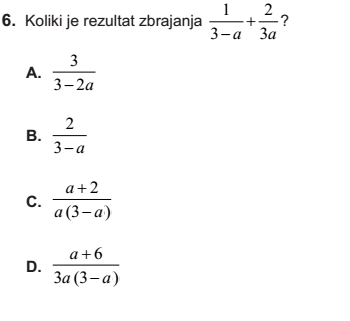 6. Koliki je rezultat zbrajanja 1/(3−a) + 2/(3a)?
A. 3/(3−2a)
B. 2/(3−a)
C. (a+2)/(a(3−a))
D. (a+6)/(3a(3−a))